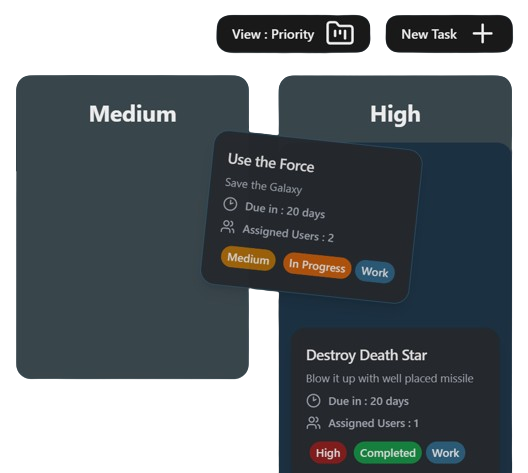 View : Priority
New Task
Medium
High
Use the Force
Save the Galaxy
Due in : 20 days
Assigned Users : 2
Medium In Progress Work
Destroy Death Star
Blow it up with well placed missile
Due in : 20 days
Assigned Users : 1
High Completed Work